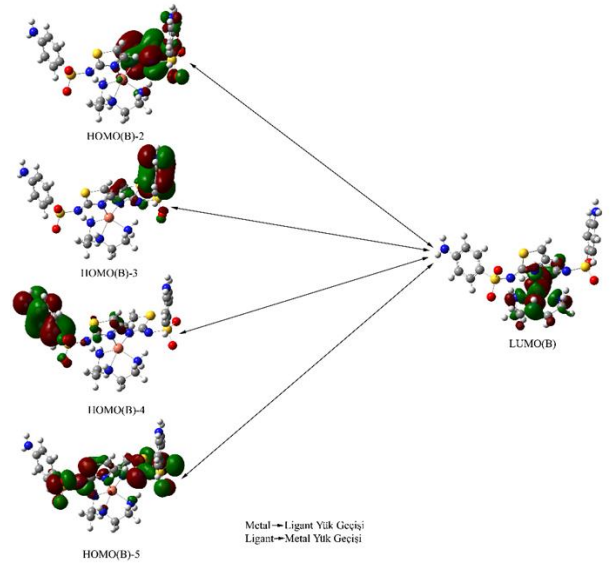 HOMO(B)-2
HOMO(B)-3
HOMO(B)-4
LUMO(B)
HOMO(B)-5
Metal→Ligant Yük Geçişi
Ligant→Metal Yük Geçişi